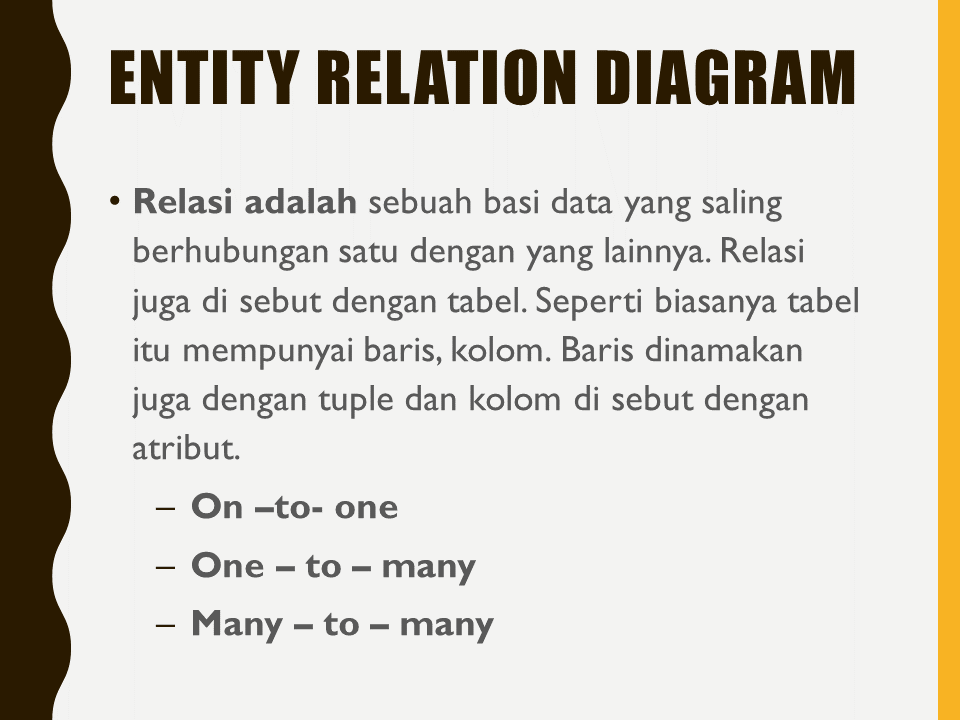 ENTITY RELATION DIAGRAM
• Relasi adalah sebuah basi data yang saling
berhubungan satu dengan yang lainnya. Relasi
juga di sebut dengan tabel. Seperti biasanya tabel
itu mempunyai baris, kolom. Baris dinamakan
juga dengan tuple dan kolom di sebut dengan
atribut.
– On –to- one
– One – to – many
– Many – to – many